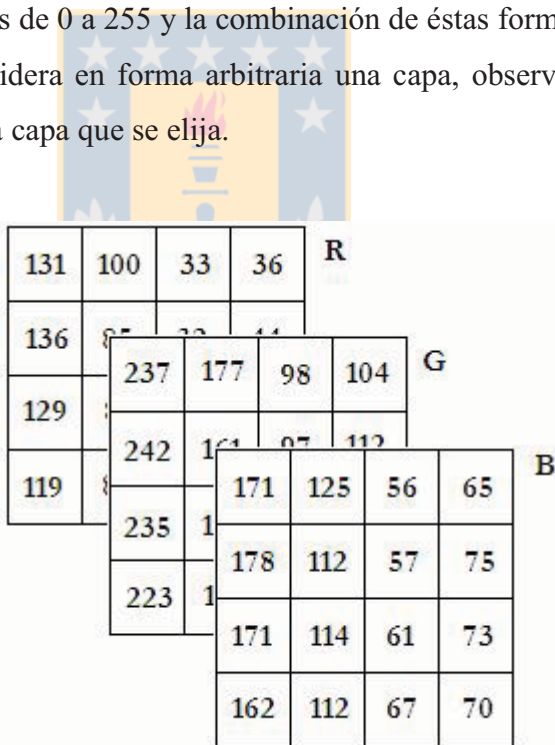 s de 0 a 255 y la combinación de éstas form
idera en forma arbitraria una capa, observ
a capa que se elija.
131 100 33 36 R
136
237 177 98 104 G
129
242
119
171 125 56 65 B
235
178 112 57 75
223
171 114 61 73
162 112 67 70